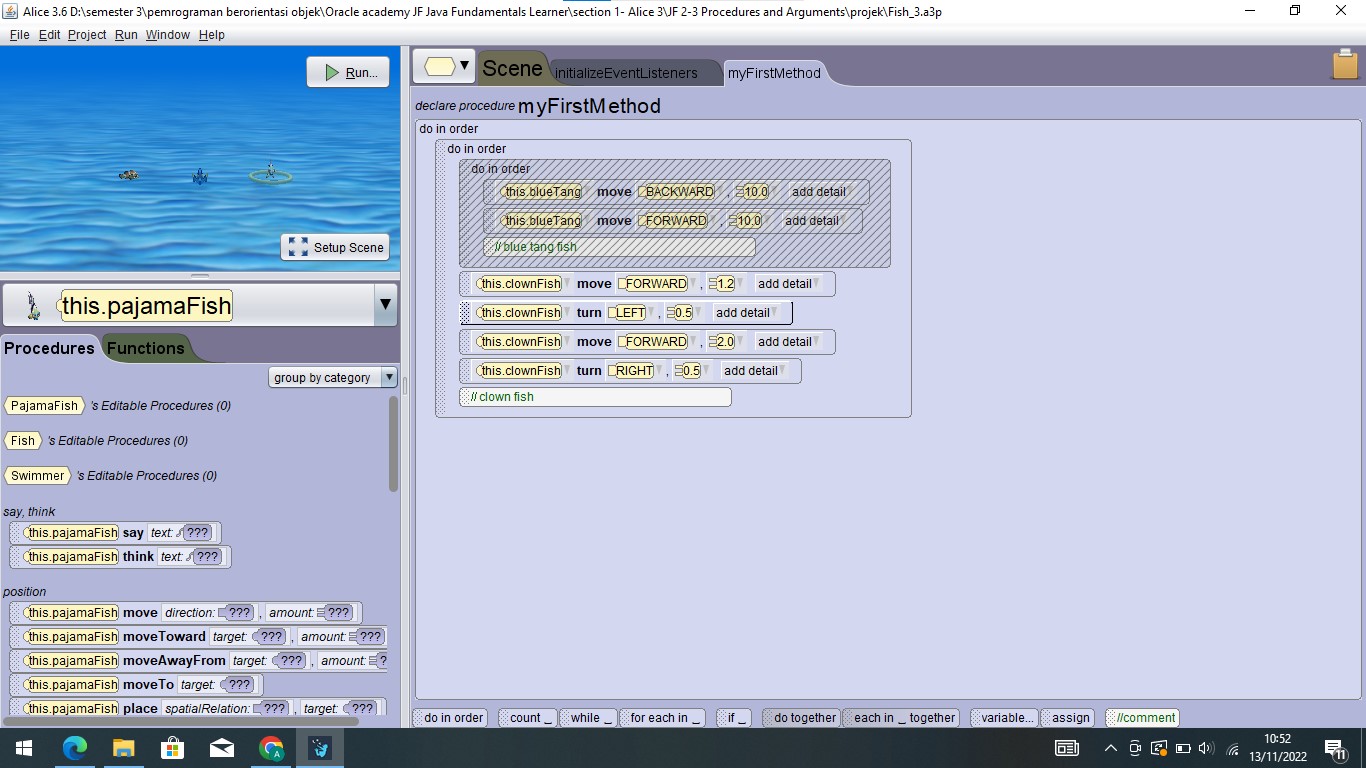 Alice 3.6 D:\semester 3\pemrograman berorientasi objek\Oracle academy JF Java Fundamentals Learner\section 1- Alice 3\JF 2-3 Procedures and Arguments\projek\Fish_3.a3p
File Edit Project Run Window Help
Run...
Setup Scene
this.pajamaFish
Procedures Functions
group by category
PajamaFish 's Editable Procedures (0)
Fish 's Editable Procedures (0)
Swimmer 's Editable Procedures (0)
say, think
this.pajamaFish say text: ???
this.pajamaFish think text: ???
position
this.pajamaFish move direction: ??? , amount: ???
this.pajamaFish moveToward target: ??? , amount: ???
this.pajamaFish moveAwayFrom target: ??? , amount: ?
this.pajamaFish moveTo target: ???
this.pajamaFish place spatialRelation: ??? , target: ???
Scene initializeEventListeners myFirstMethod
declare procedure myFirstMethod
do in order
do in order
do in order
this.blueTang move BACKWARD , 10.0 add detail
this.blueTang move FORWARD , 10.0 add detail
// blue tang fish
this.clownFish move FORWARD , 1.2 add detail
this.clownFish turn LEFT , 0.5 add detail
this.clownFish move FORWARD , 2.0 add detail
this.clownFish turn RIGHT , 0.5 add detail
// clown fish
do in order count _ while _ for each in _ if _ do together each in _ together variable... assign //comment
10:52
13/11/2022
11